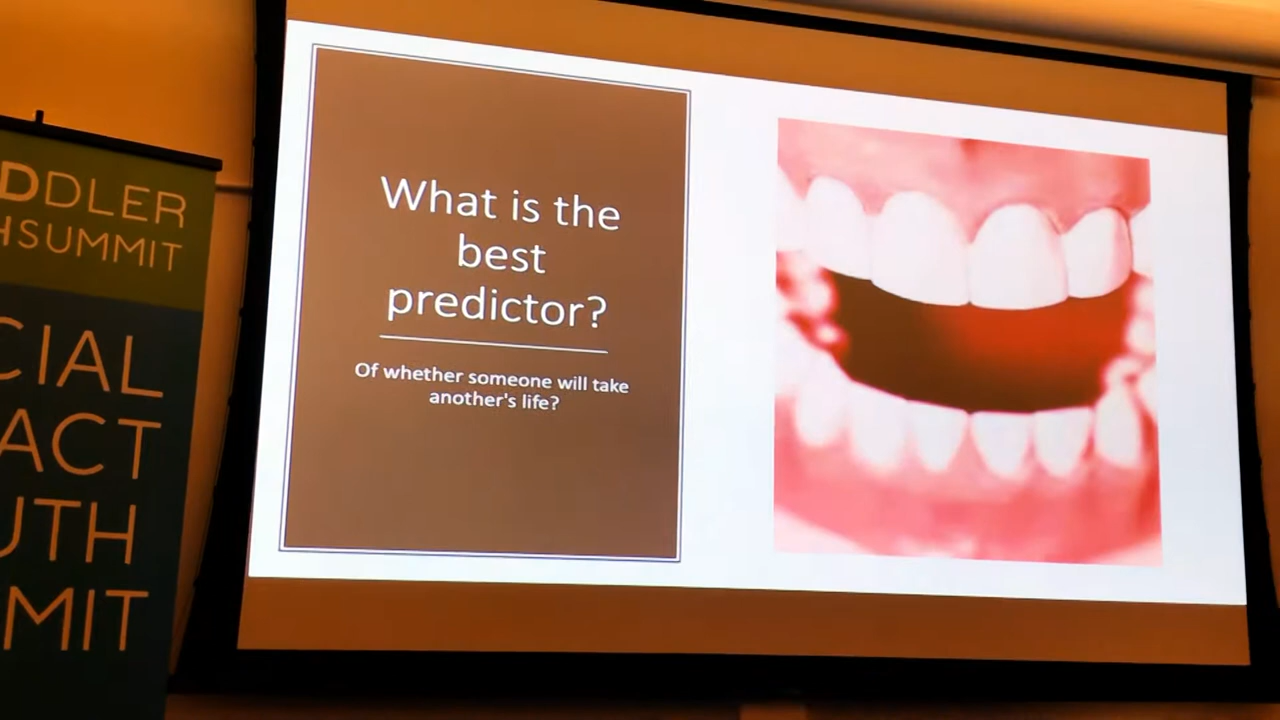 DDLER
HSUMMIT
CIAL
ACT
UTH
MIT
What is the
best
predictor?
Of whether someone will take
another's life?